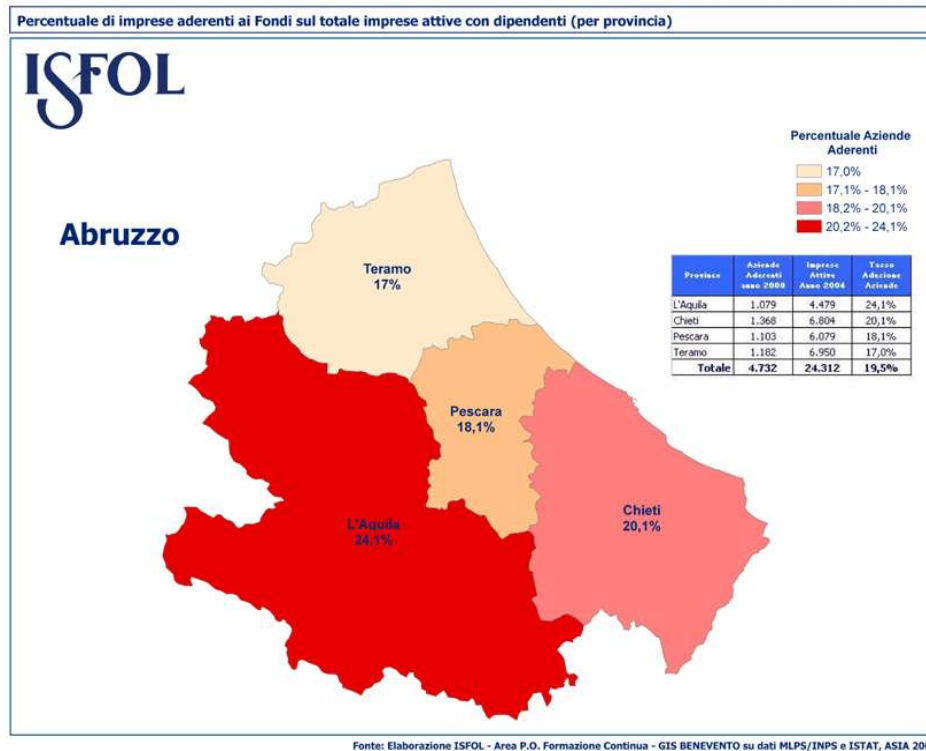 Percentuale di imprese aderenti ai Fondi sul totale imprese attive con dipendenti (per provincia)
ISFOL
Abruzzo
Percentuale Aziende
Aderenti
17,0%
17,1% - 18,1%
18,2% - 20,1%
20,2% - 24,1%
Teramo
17%
Pescara
18,1%
L'Aquila
24,1%
Chieti
20,1%
Province Aziende Aderenti anno 2008 Imprese Attive Anno 2004 Tasso Adesione Aziende
L'Aquila 1.079 4.479 24,1%
Chieti 1.368 6.804 20,1%
Pescara 1.103 6.079 18,1%
Teramo 1.182 6.950 17,0%
Totale 4.732 24.312 19,5%
Fonte: Elaborazione ISFOL - Area P.O. Formazione Continua - GIS BENEVENTO su dati MLPS/INPS e ISTAT, ASIA